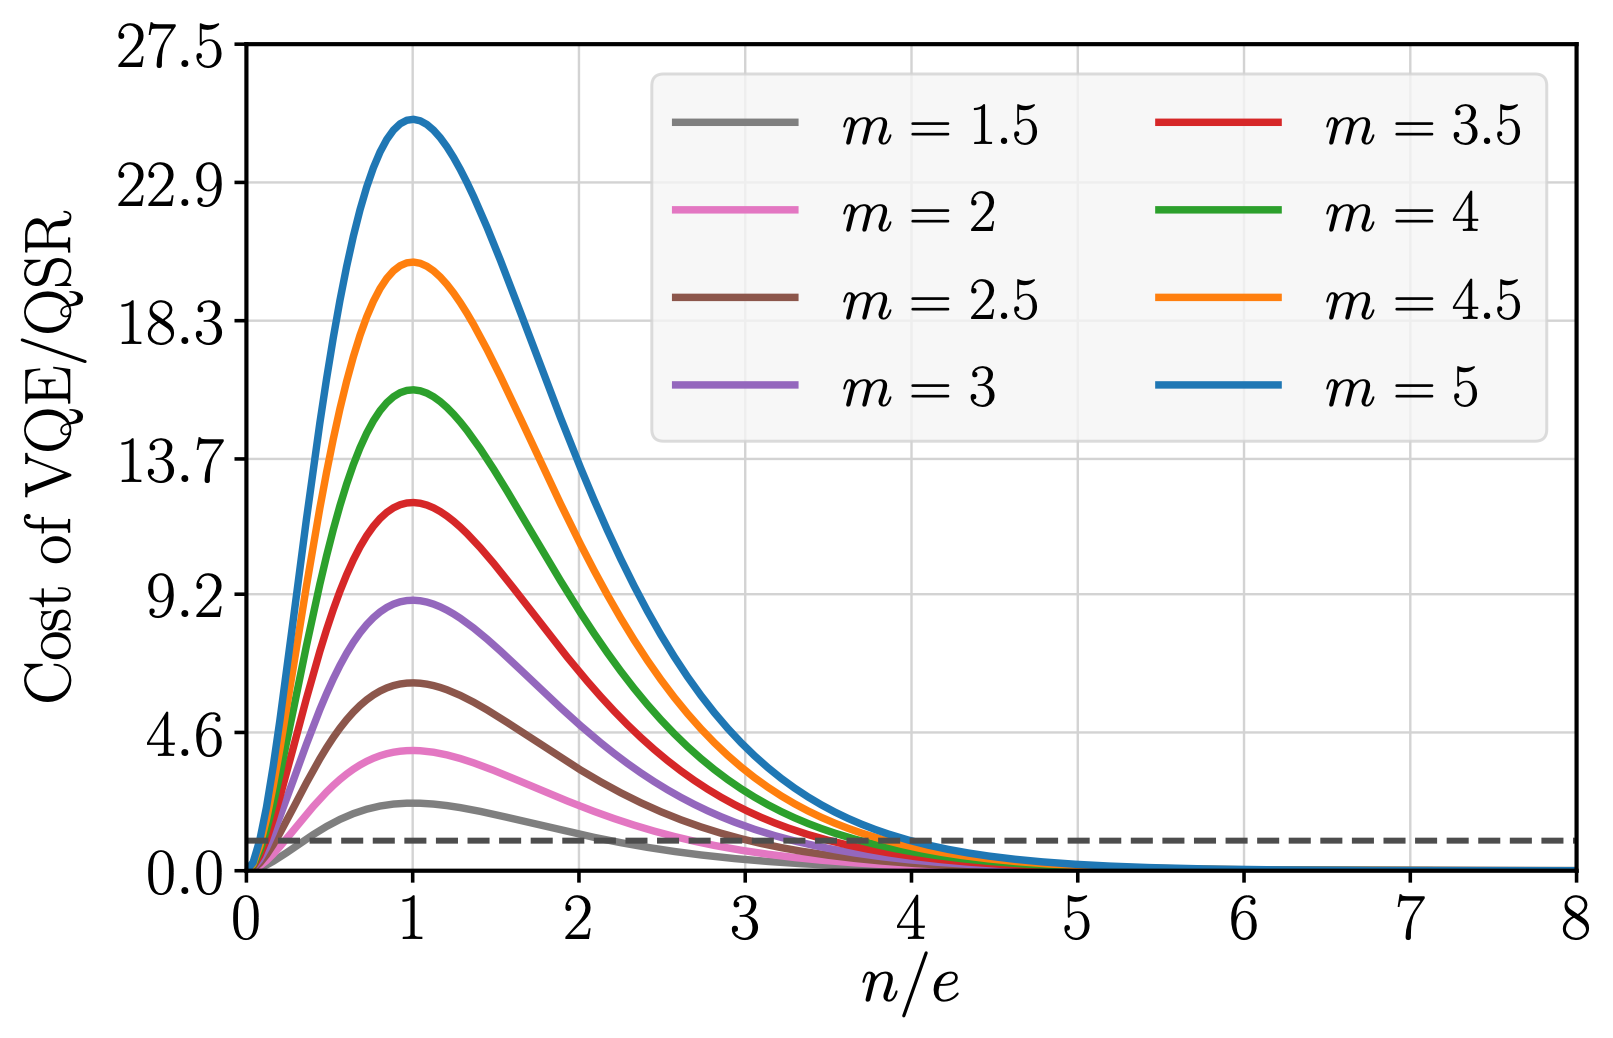 Cost of VQE/QSR
27.5
22.9
18.3
13.7
9.2
4.6
0.0
m = 1.5
m = 2
m = 2.5
m = 3
m = 3.5
m = 4
m = 4.5
m = 5
0 1 2 3 4 5 6 7 8
n/e